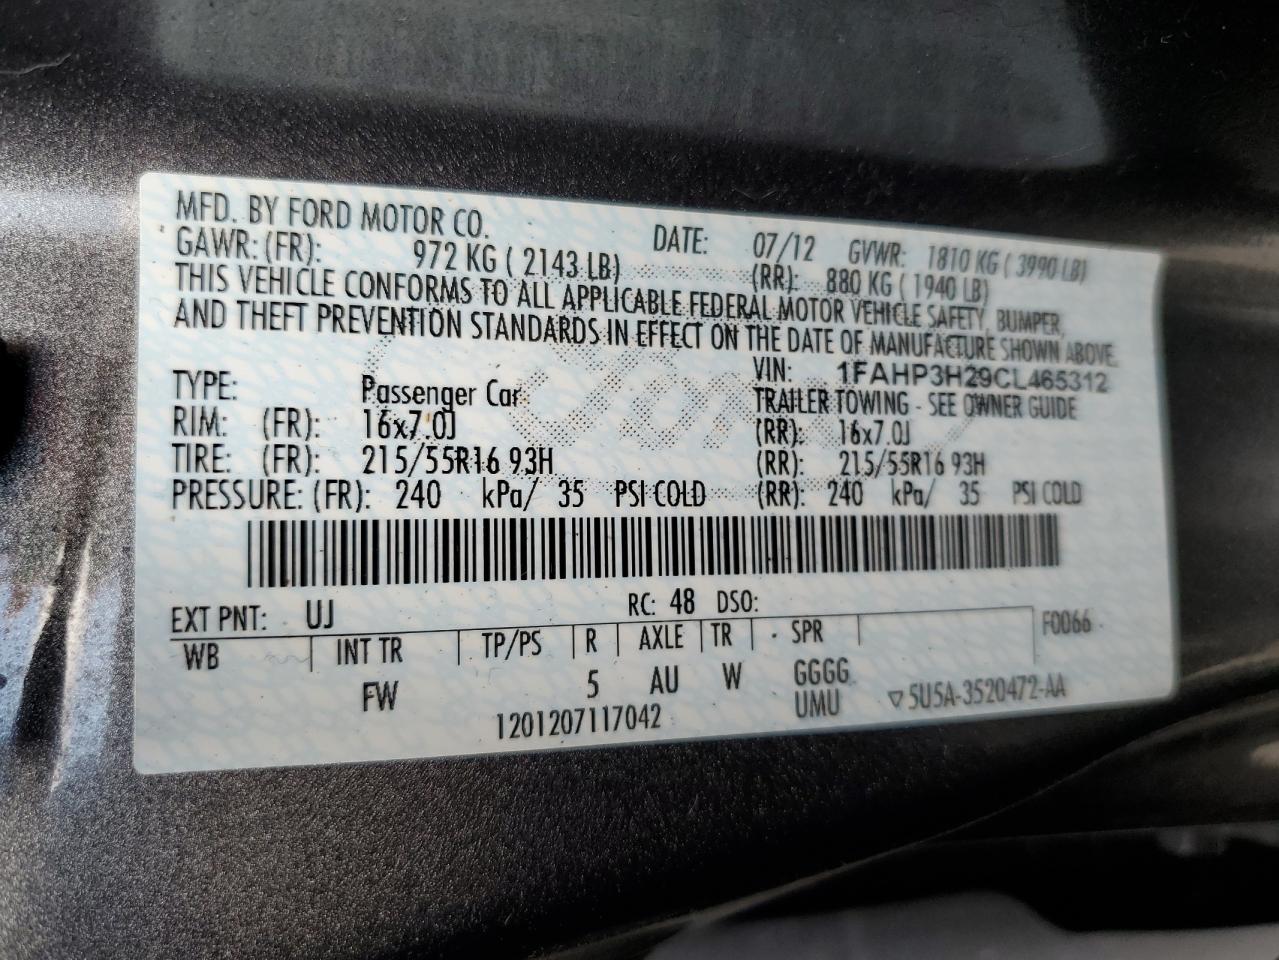 MFD. BY FORD MOTOR CO.
DATE: 07/12 GVWR: 1810 KG ( 3990 LB)
GAWR: (FR): 972 KG ( 2143 LB) (RR): 880 KG ( 1940 LB)
THIS VEHICLE CONFORMS TO ALL APPLICABLE FEDERAL MOTOR VEHICLE SAFETY, BUMPER,
AND THEFT PREVENTION STANDARDS IN EFFECT ON THE DATE OF MANUFACTURE SHOWN ABOVE.
VIN: 1FAHP3H29CL465312
TYPE: Passenger Car TRAILER TOWING - SEE OWNER GUIDE
RIM: (FR): 16x7.0J (RR): 16x7.0J
TIRE: (FR): 215/55R16 93H (RR): 215/55R16 93H
PRESSURE: (FR): 240 kPa/ 35 PSI COLD (RR): 240 kPa/ 35 PSI COLD
EXT PNT: UJ RC: 48 DSO:
WB INT TR TP/PS R AXLE TR SPR F0066
FW 5 AU W GGGG
1201207117042 UMU ▽5U5A-3520472-AA